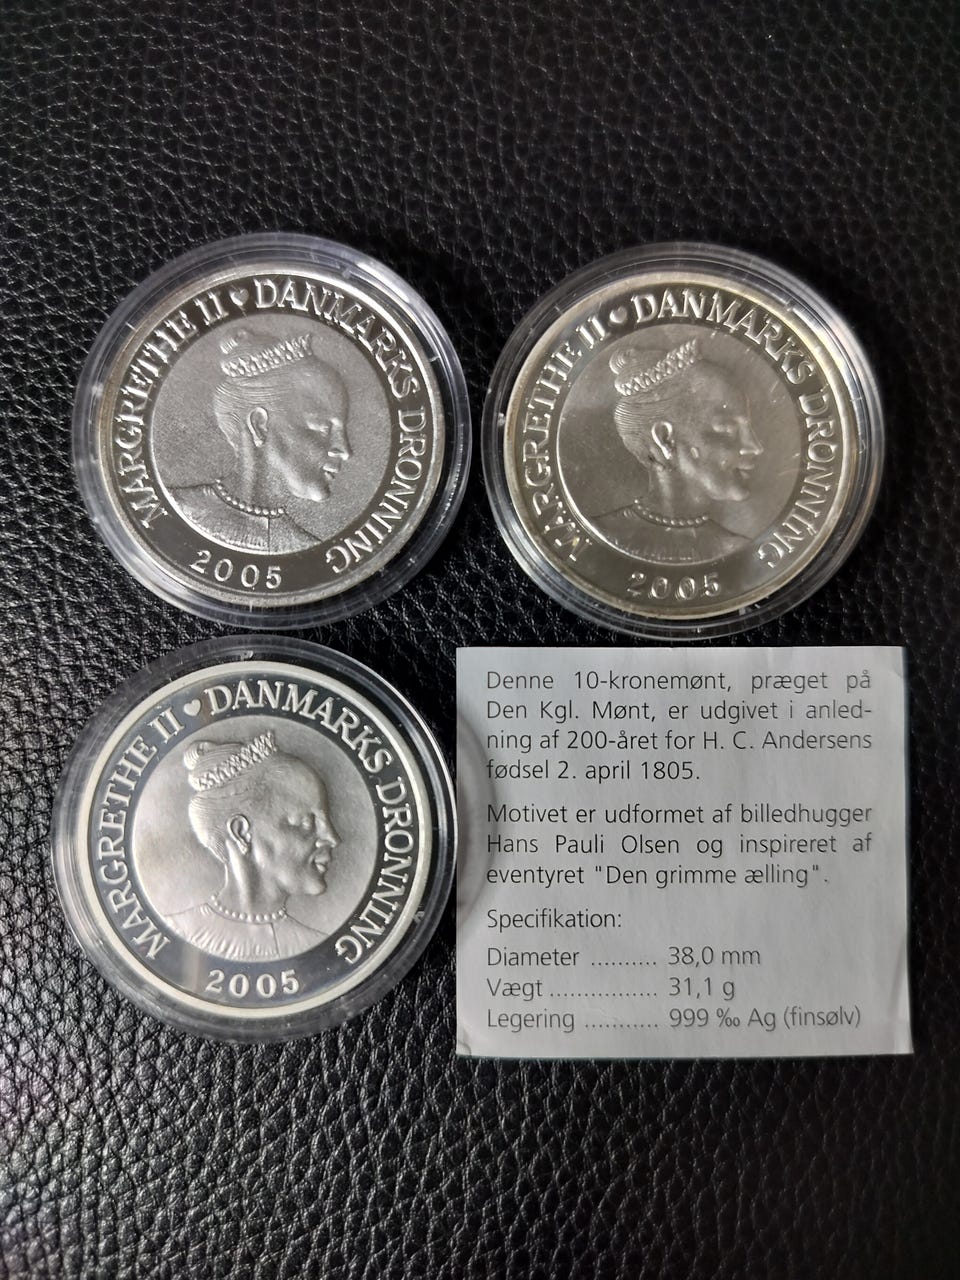 MARGRETHE II ♥ DANMARKS DRONNING
2005
MARGRETHE II ♥ DANMARKS DRONNING
2005
MARGRETHE II ♥ DANMARKS DRONNING
2005
Denne 10-kronemønt, præget på
Den Kgl. Mønt, er udgivet i anled-
ning af 200-året for H. C. Andersens
fødsel 2. april 1805.
Motivet er udformet af billedhugger
Hans Pauli Olsen og inspireret af
eventyret "Den grimme ælling".
Specifikation:
Diameter .......... 38,0 mm
Vægt ................ 31,1 g
Legering ........... 999 ‰ Ag (finsølv)